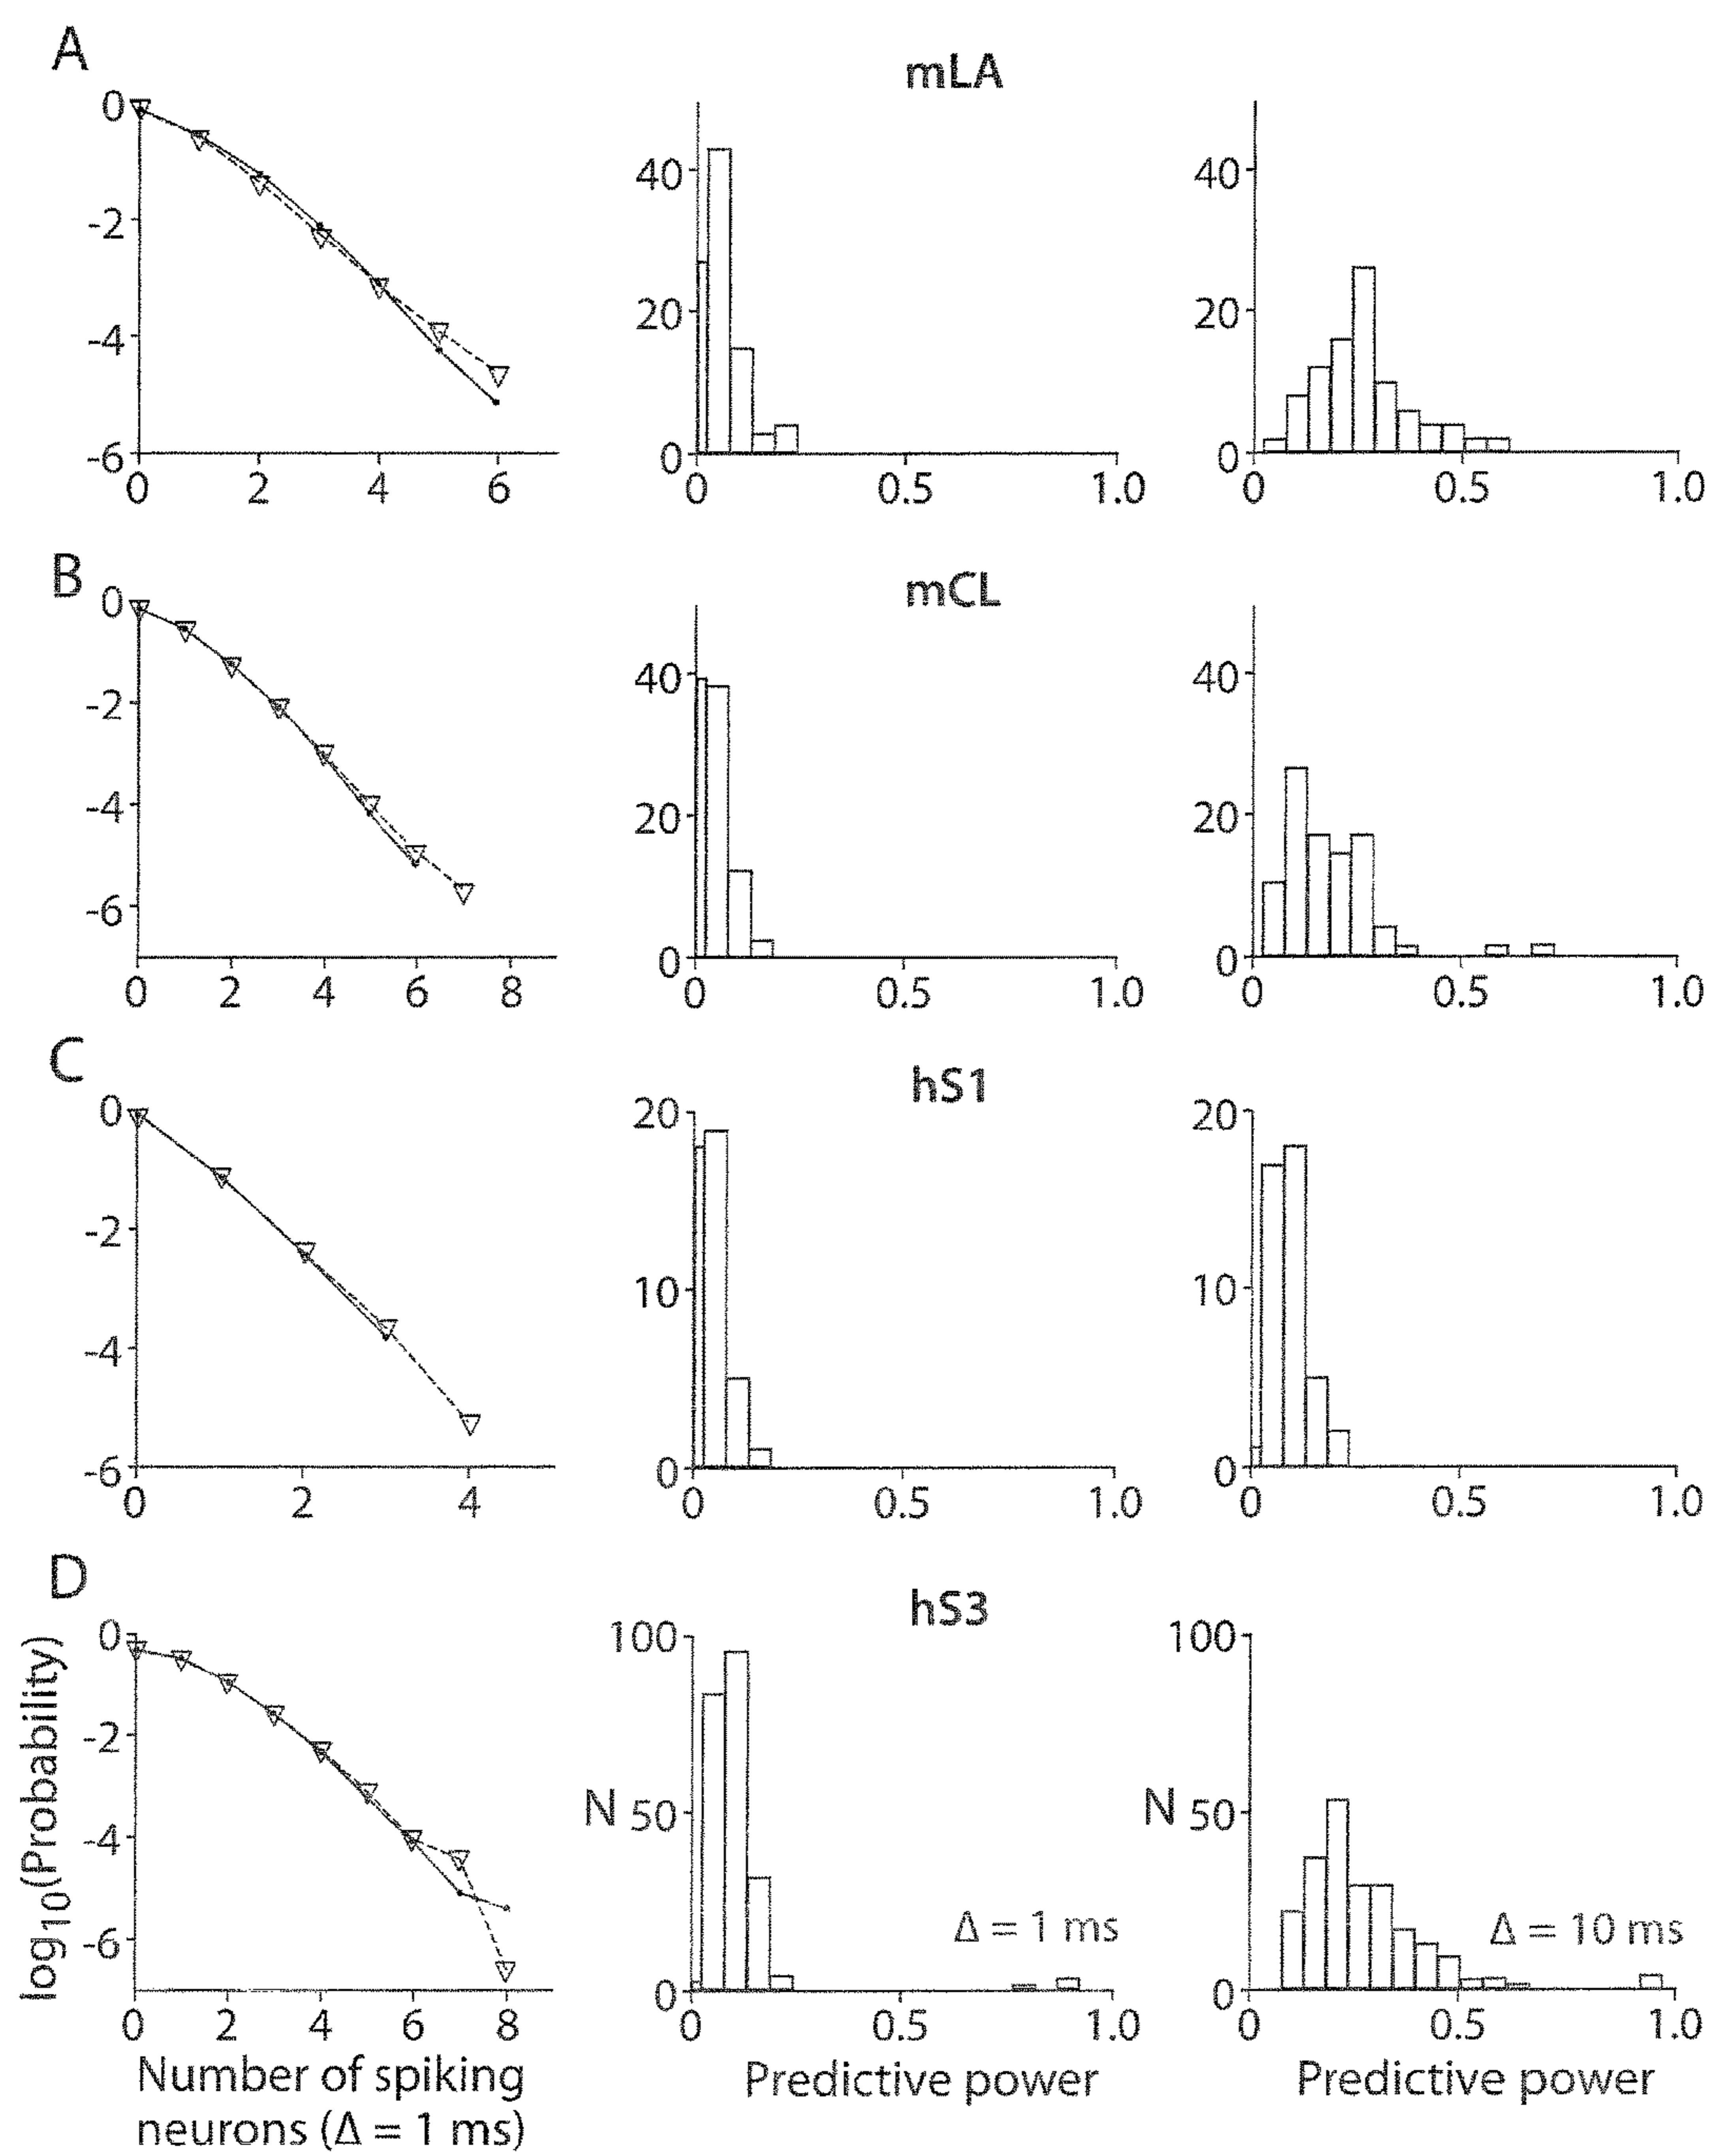 A
mLA
0
-2
-4
-6
0 2 4 6
40
20
0
0 0.5 1.0
40
20
0
0 0.5 1.0
B
mCL
0
-2
-4
-6
0 2 4 6 8
40
20
0
0 0.5 1.0
40
20
0
0 0.5 1.0
C
hS1
0
-2
-4
-6
0 2 4
20
10
0
0 0.5 1.0
20
10
0
0 0.5 1.0
D
hS3
log10(Probability)
0
-2
-4
-6
0 2 4 6 8
Number of spiking
neurons (Δ = 1 ms)
100
N 50
0
Δ = 1 ms
0 0.5 1.0
Predictive power
100
N 50
0
Δ = 10 ms
0 0.5 1.0
Predictive power